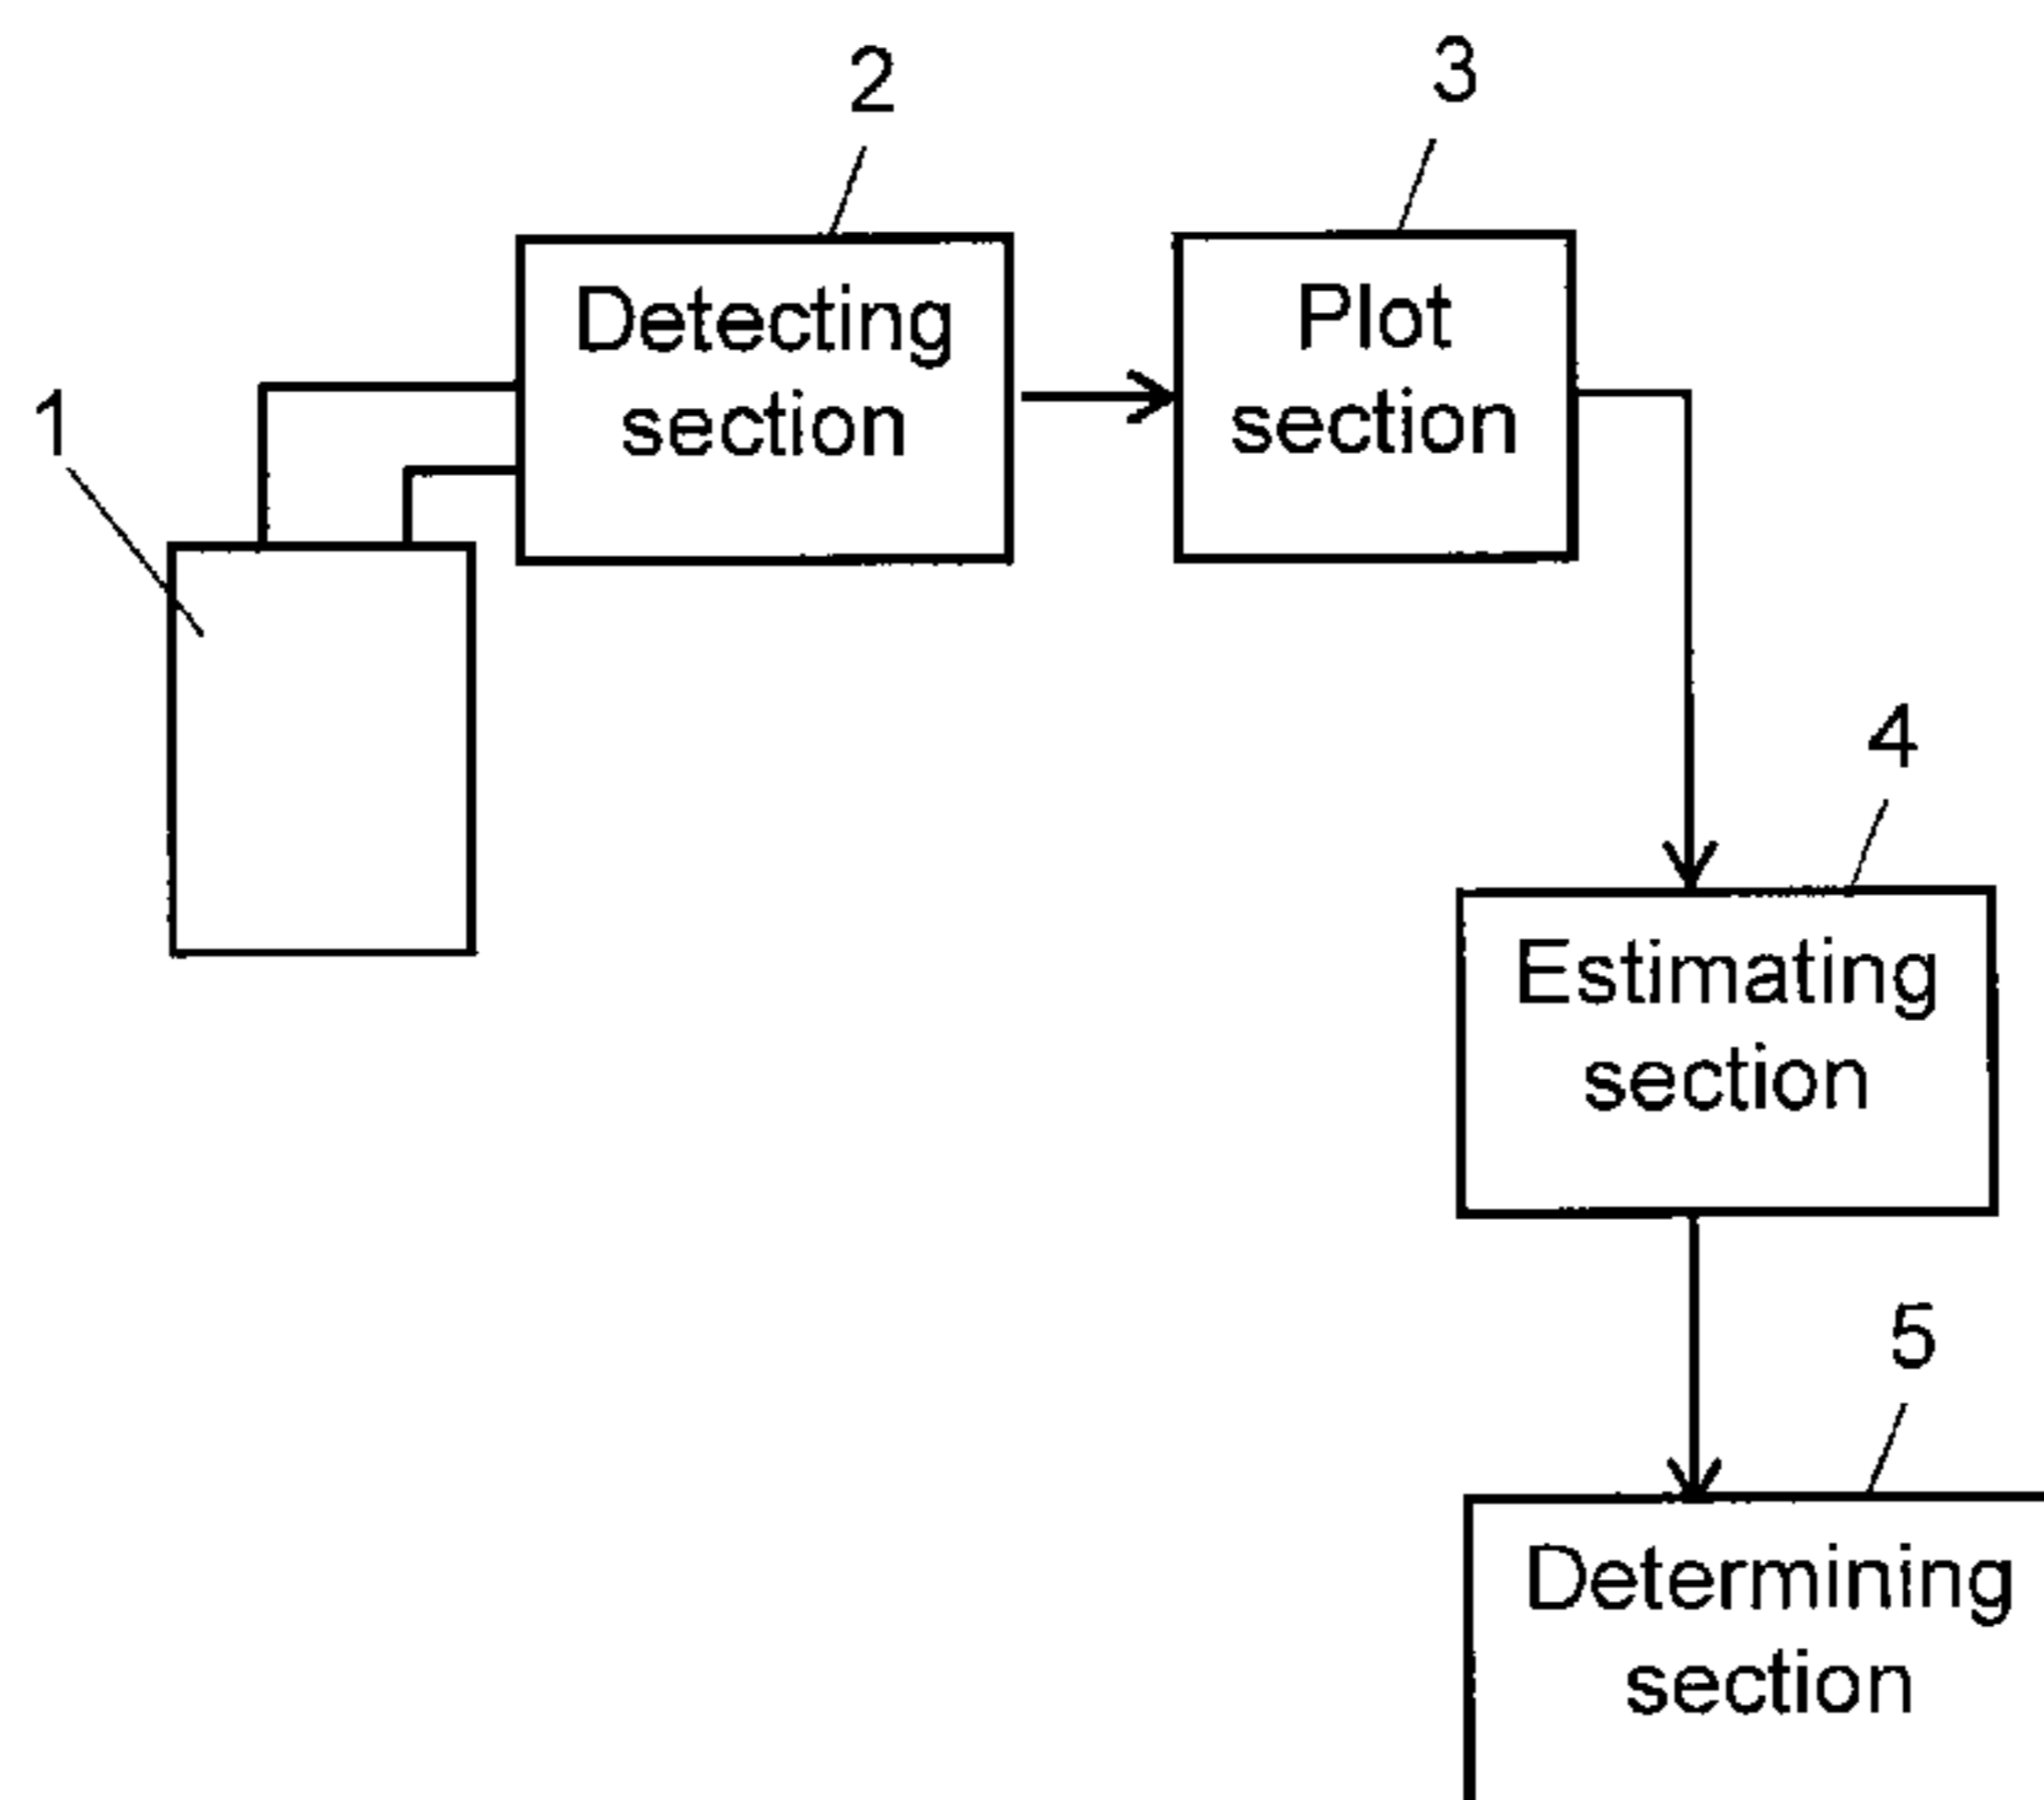 2
3
Detecting
section
Plot
section
1
4
Estimating
section
5
Determining
section